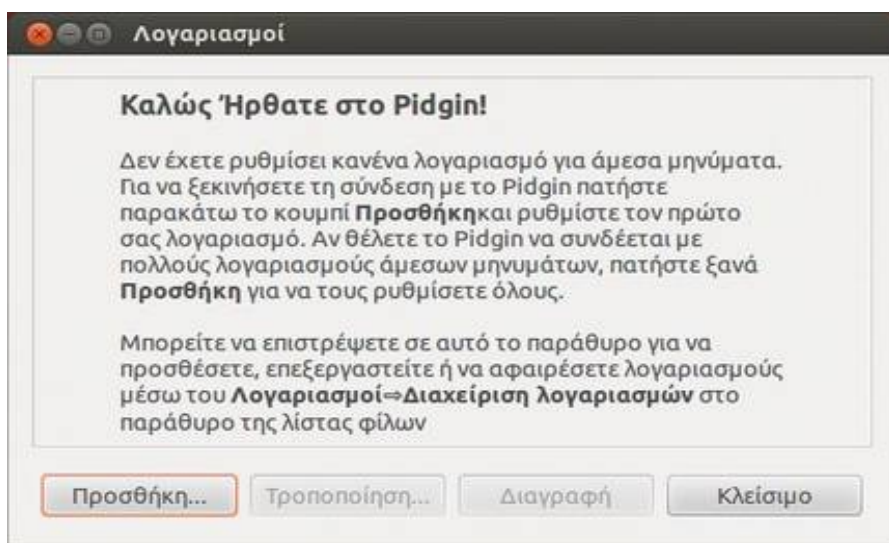 Λογαριασμοί
Καλώς Ήρθατε στο Pidgin!
Δεν έχετε ρυθμίσει κανένα λογαριασμό για άμεσα μηνύματα.
Για να ξεκινήσετε τη σύνδεση με το Pidgin πατήστε
παρακάτω το κουμπί Προσθήκηκαι ρυθμίστε τον πρώτο
σας λογαριασμό. Αν θέλετε το Pidgin να συνδέεται με
πολλούς λογαριασμούς άμεσων μηνυμάτων, πατήστε ξανά
Προσθήκη για να τους ρυθμίσετε όλους.
Μπορείτε να επιστρέψετε σε αυτό το παράθυρο για να
προσθέσετε, επεξεργαστείτε ή να αφαιρέσετε λογαριασμούς
μέσω του Λογαριασμοί⇨Διαχείριση λογαριασμών στο
παράθυρο της λίστας φίλων
Προσθήκη... Τροποποίηση... Διαγραφή Κλείσιμο